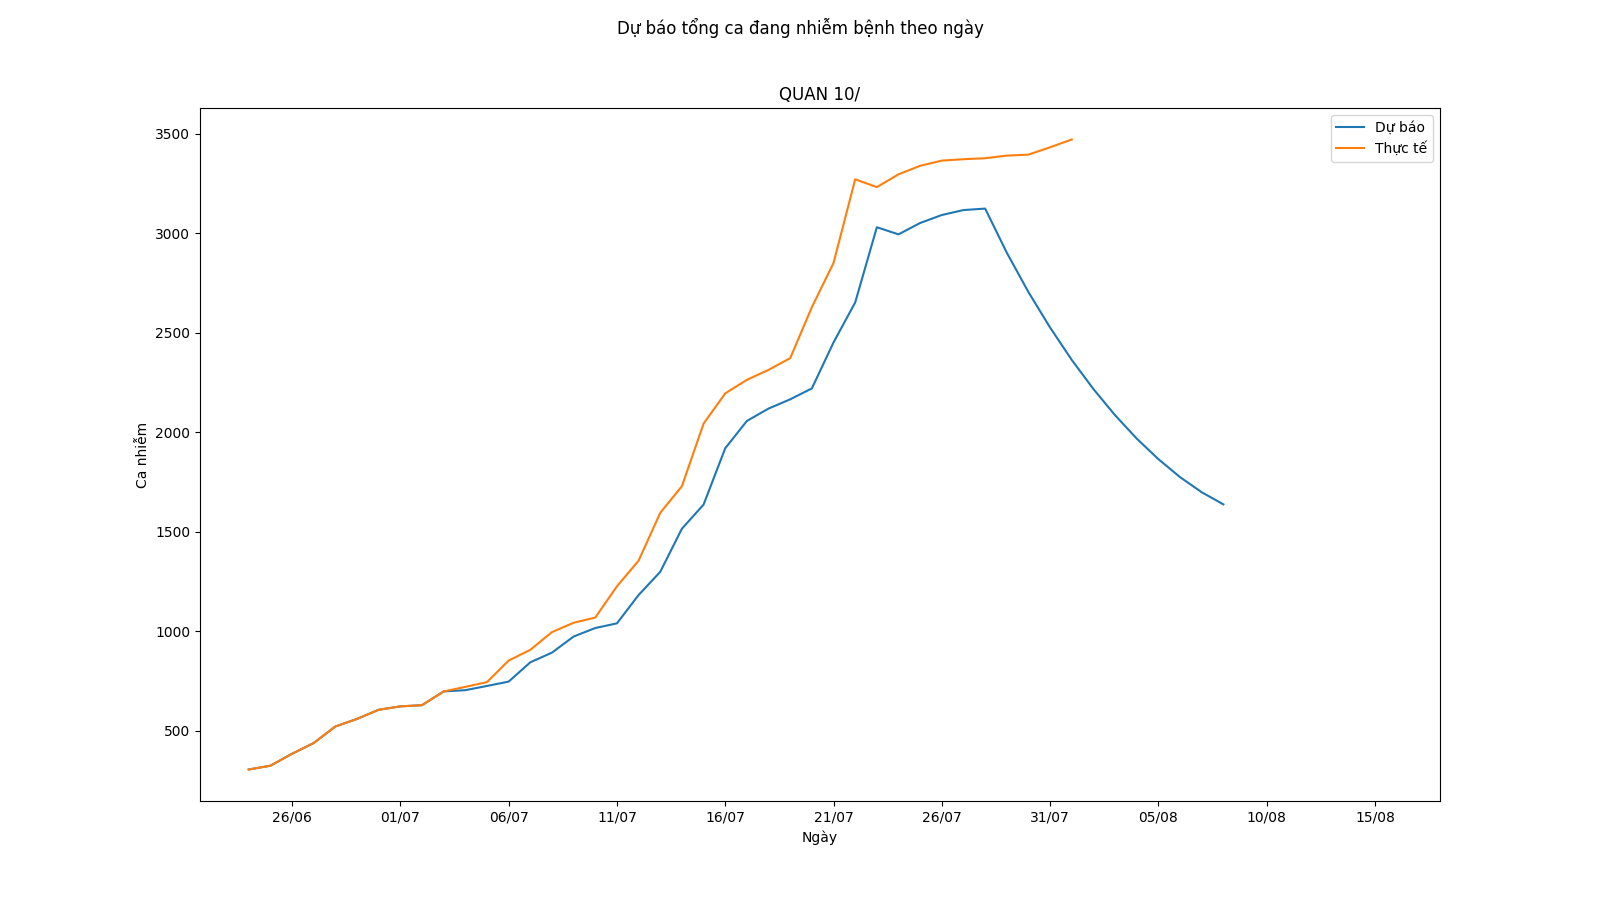 Dự báo tổng ca đang nhiễm bệnh theo ngày
QUAN 10/
Dự báo
Thực tế
Ca nhiễm
3500
3000
2500
2000
1500
1000
500
26/06 01/07 06/07 11/07 16/07 21/07 26/07 31/07 05/08 10/08 15/08
Ngày